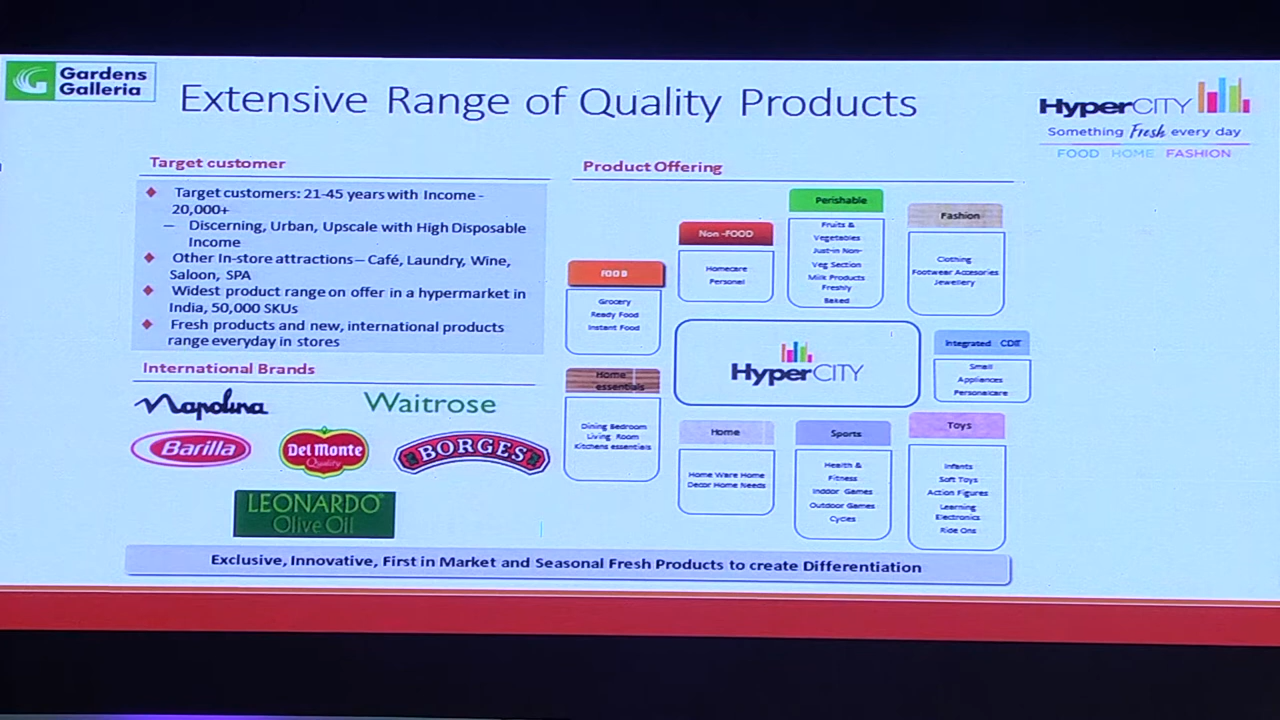 Gardens
Galleria
Extensive Range of Quality Products
HyperCITY
Something Fresh every day
FOOD HOME FASHION
Target customer
Target customers: 21-45 years with Income -
20,000+
– Discerning, Urban, Upscale with High Disposable
Income
Other In-store attractions – Café, Laundry, Wine,
Saloon, SPA
Widest product range on offer in a hypermarket in
India, 50,000 SKUs
Fresh products and new, international products
range everyday in stores
International Brands
Napolina
Waitrose
Barilla
Del Monte
Quality
BORGES
LEONARDO
Olive Oil
Product Offering
FOOD
Grocery
Ready Food
Instant Food
Non -FOOD
Homecare
Personel
Perishable
Fruits &
Vegetables
Just-in Non-
Veg Section
Milk Products
Freshly
Baked
Fashion
Clothing
Footwear Accesories
Jewellery
HyperCITY
Integrated CDIT
Small
Appliances
Personalcare
Home
essentials
Dining Bedroom
Living Room
Kitchens essentials
Home
Home Ware Home
Decor Home Needs
Sports
Health &
Fitness
Indoor Games
Outdoor Games
Cycles
Toys
Infants
Soft Toys
Action Figures
Learning
Electronics
Ride Ons
Exclusive, Innovative, First in Market and Seasonal Fresh Products to create Differentiation